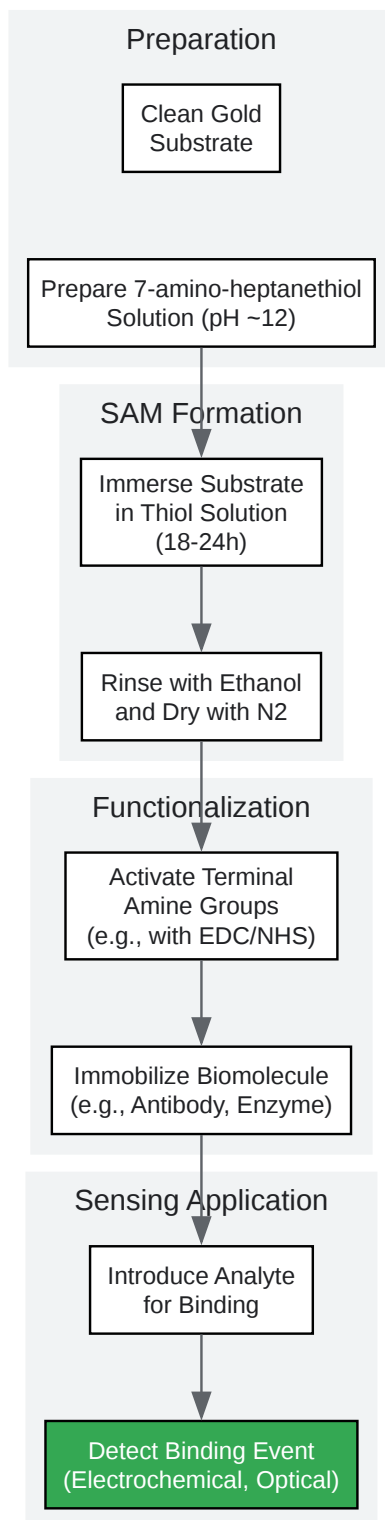 Preparation
Clean Gold
Substrate
Prepare 7-amino-heptanethiol
Solution (pH ~12)
SAM Formation
Immerse Substrate
in Thiol Solution
(18-24h)
Rinse with Ethanol
and Dry with N2
Functionalization
Activate Terminal
Amine Groups
(e.g., with EDC/NHS)
Immobilize Biomolecule
(e.g., Antibody, Enzyme)
Sensing Application
Introduce Analyte
for Binding
Detect Binding Event
(Electrochemical, Optical)